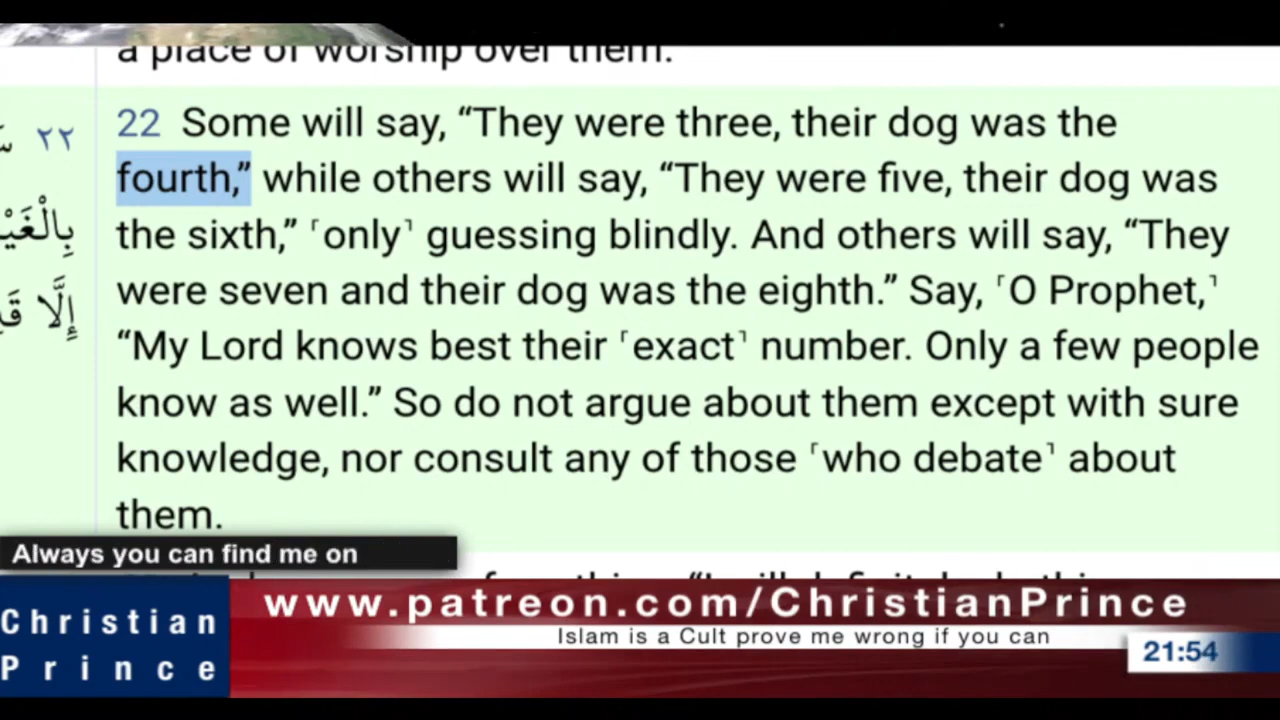 a place of worship over them.
٢٢ 22 Some will say, “They were three, their dog was the
fourth,” while others will say, “They were five, their dog was
بِالْغَيْ the sixth,” ⸢only⸣ guessing blindly. And others will say, “They
إِلَّا were seven and their dog was the eighth.” Say, ⸢O Prophet,⸣
“My Lord knows best their ⸢exact⸣ number. Only a few people
know as well.” So do not argue about them except with sure
knowledge, nor consult any of those ⸢who debate⸣ about
them.
Always you can find me on
www.patreon.com/ChristianPrince
Christian
Prince
Islam is a Cult prove me wrong if you can
21:54